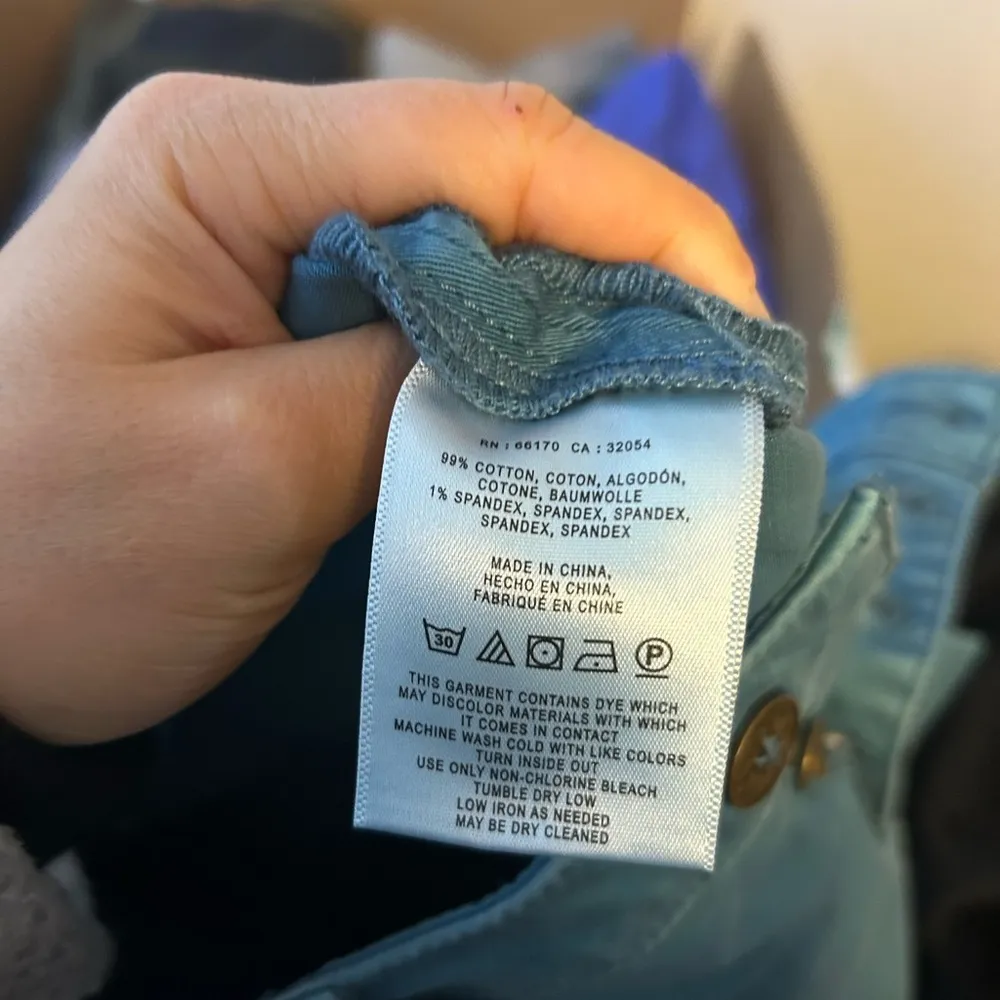 RN : 66170 CA : 32054
99% COTTON, COTON, ALGODÓN,
COTONE, BAUMWOLLE
1% SPANDEX, SPANDEX, SPANDEX,
SPANDEX, SPANDEX
MADE IN CHINA,
HECHO EN CHINA,
FABRIQUÉ EN CHINE
30 P
THIS GARMENT CONTAINS DYE WHICH
MAY DISCOLOR MATERIALS WITH WHICH
IT COMES IN CONTACT
MACHINE WASH COLD WITH LIKE COLORS
TURN INSIDE OUT
USE ONLY NON-CHLORINE BLEACH
TUMBLE DRY LOW
LOW IRON AS NEEDED
MAY BE DRY CLEANED